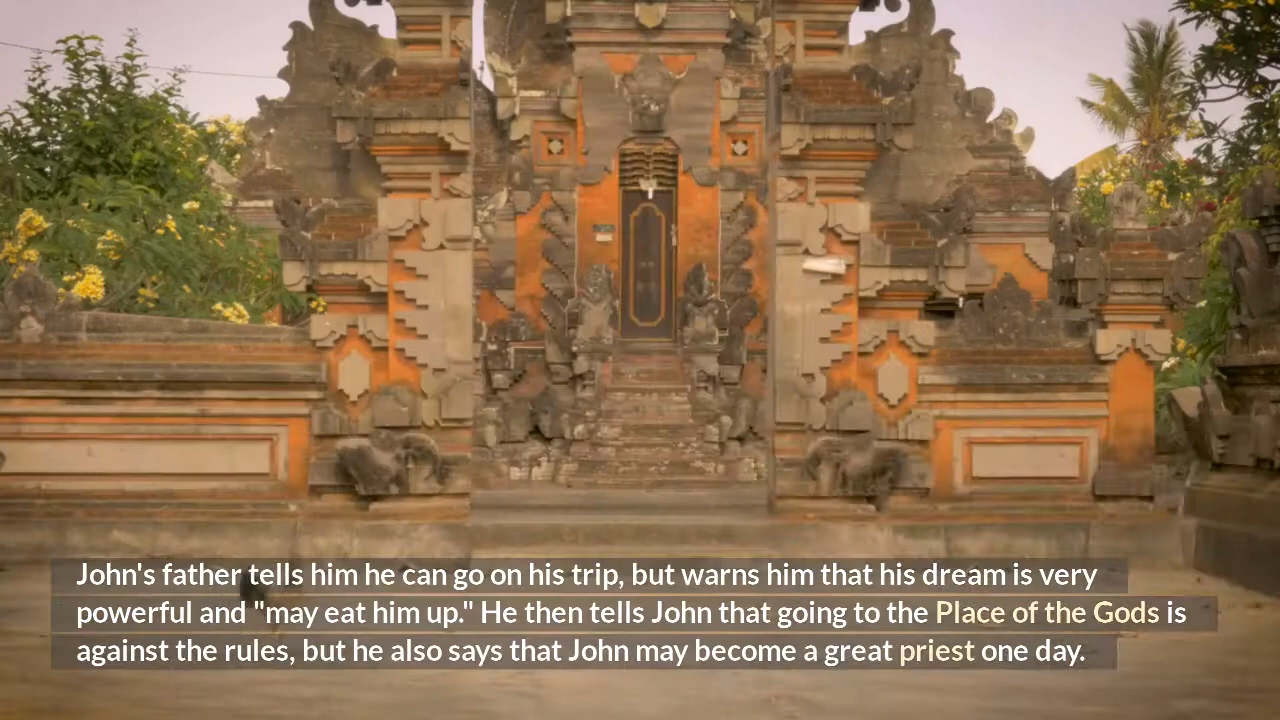 John's father tells him he can go on his trip, but warns him that his dream is very
powerful and "may eat him up." He then tells John that going to the Place of the Gods is
against the rules, but he also says that John may become a great priest one day.